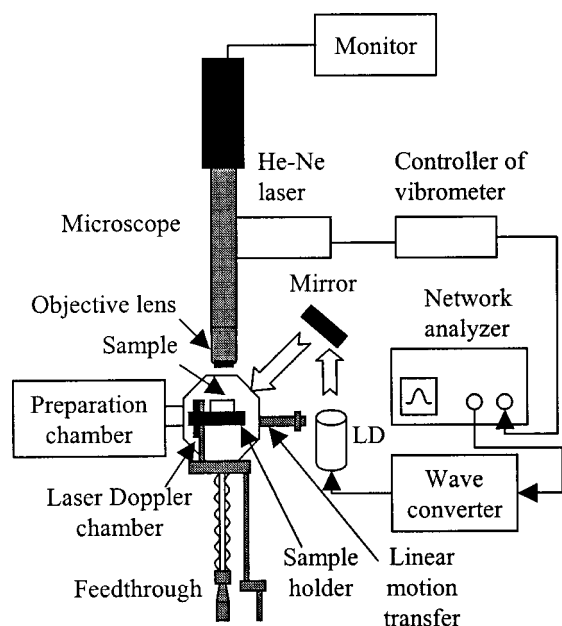 Monitor
He-Ne
laser
Controller of
vibrometer
Microscope
Mirror
Network
analyzer
Objective lens
Sample
Preparation
chamber
LD
Laser Doppler
chamber
Wave
converter
Sample
holder
Linear
motion
transfer
Feedthrough